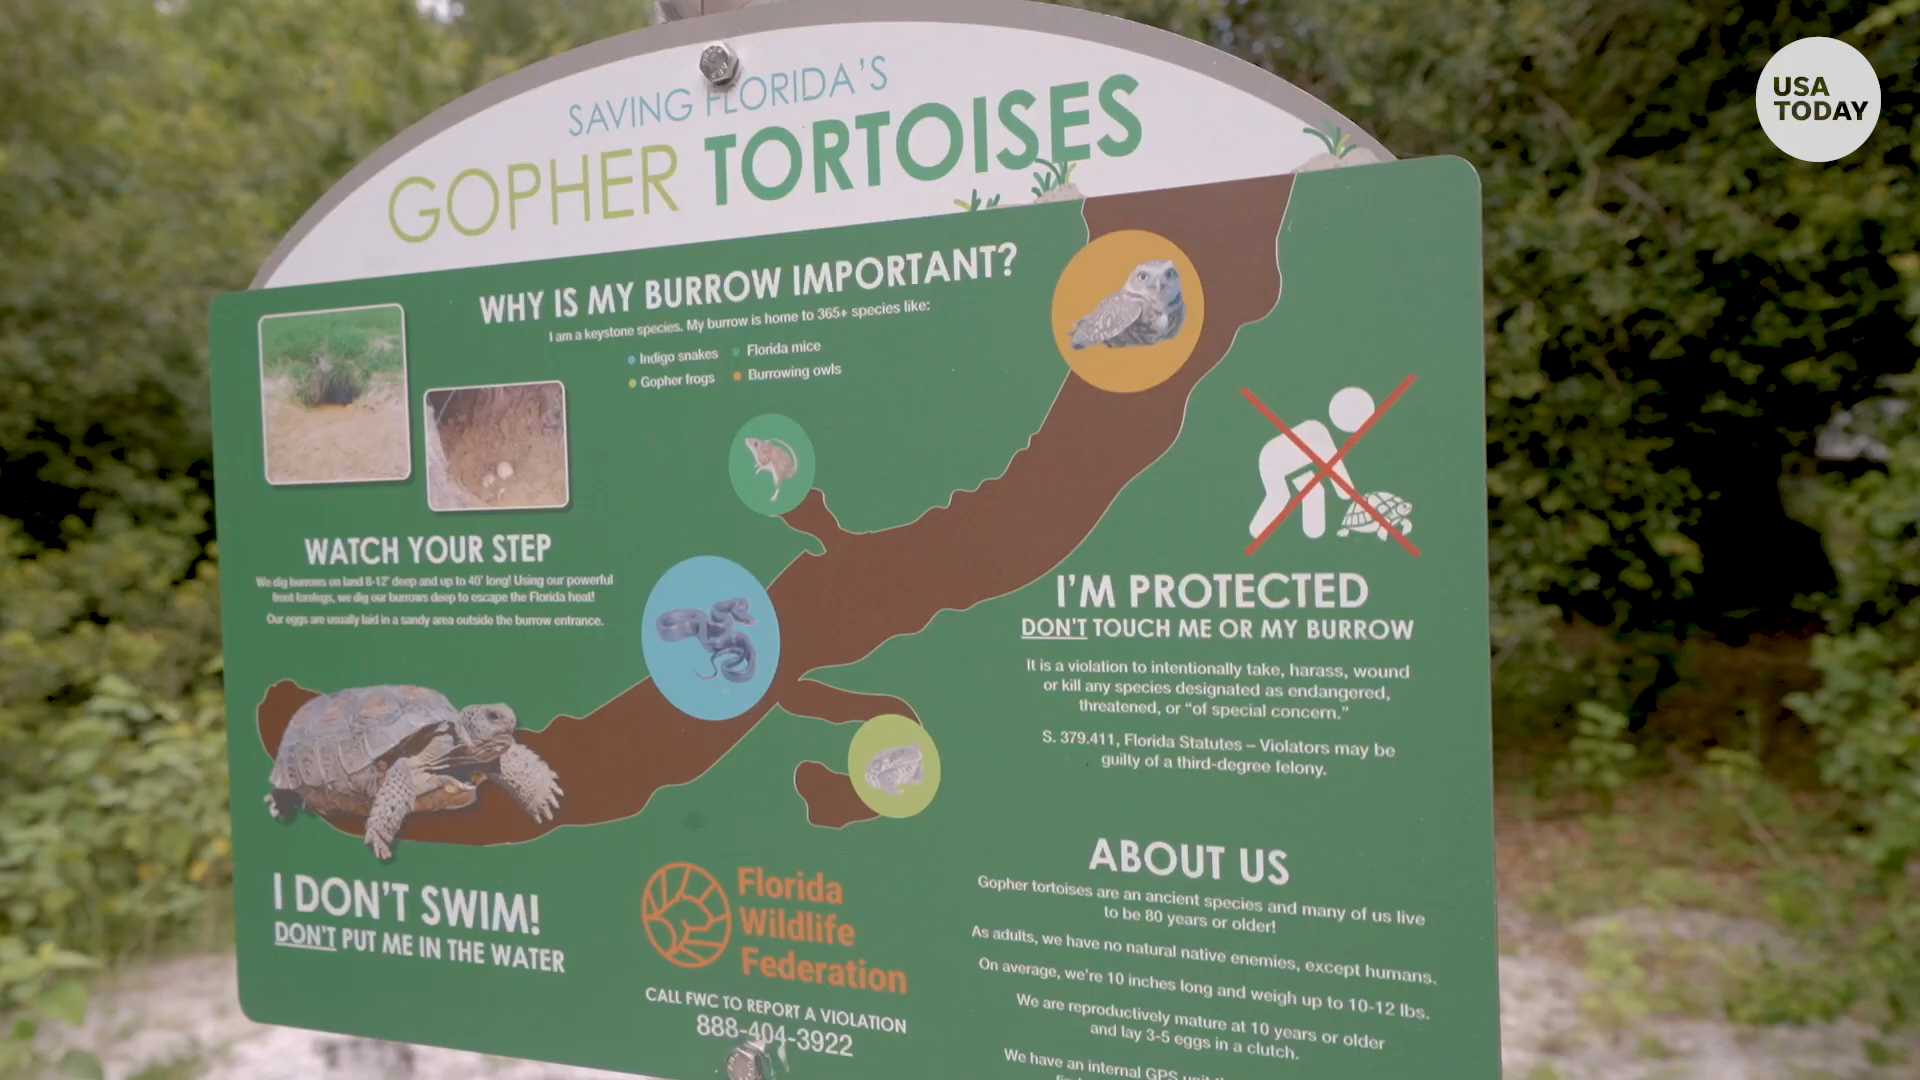 SAVING FLORIDA'S
GOPHER TORTOISES
USA
TODAY
WHY IS MY BURROW IMPORTANT?
I am a keystone species. My burrow is home to 365+ species like:
Indigo snakes
Florida mice
Gopher frogs
Burrowing owls
WATCH YOUR STEP
We dig burrows on land 8-12' deep and up to 40' long! Using our powerful
front forelegs, we dig our burrows deep to escape the Florida heat!
Our eggs are usually laid in a sandy area outside the burrow entrance.
I'M PROTECTED
DON'T TOUCH ME OR MY BURROW
It is a violation to intentionally take, harass, wound
or kill any species designated as endangered,
threatened, or “of special concern.”
S. 379.411, Florida Statutes – Violators may be
guilty of a third-degree felony.
I DON'T SWIM!
DON'T PUT ME IN THE WATER
Florida
Wildlife
Federation
CALL FWC TO REPORT A VIOLATION
888-404-3922
ABOUT US
Gopher tortoises are an ancient species and many of us live
to be 80 years or older!
As adults, we have no natural native enemies, except humans.
On average, we're 10 inches long and weigh up to 10-12 lbs.
We are reproductively mature at 10 years or older
and lay 3-5 eggs in a clutch.
We have an internal GPS